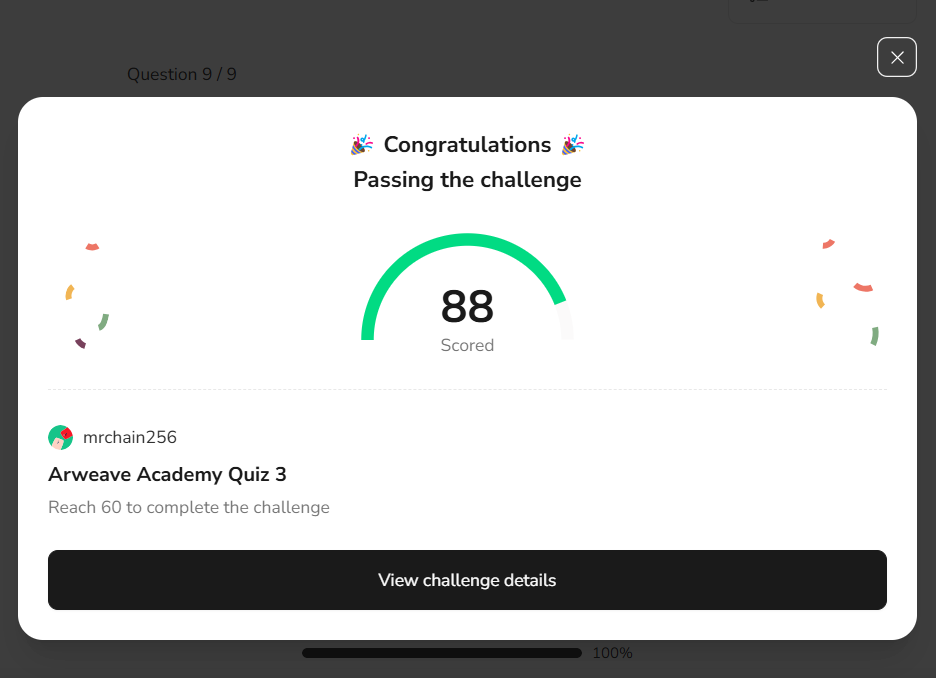 Question 9 / 9
Congratulations
Passing the challenge
88
Scored
mrchain256
Arweave Academy Quiz 3
Reach 60 to complete the challenge
View challenge details
100%